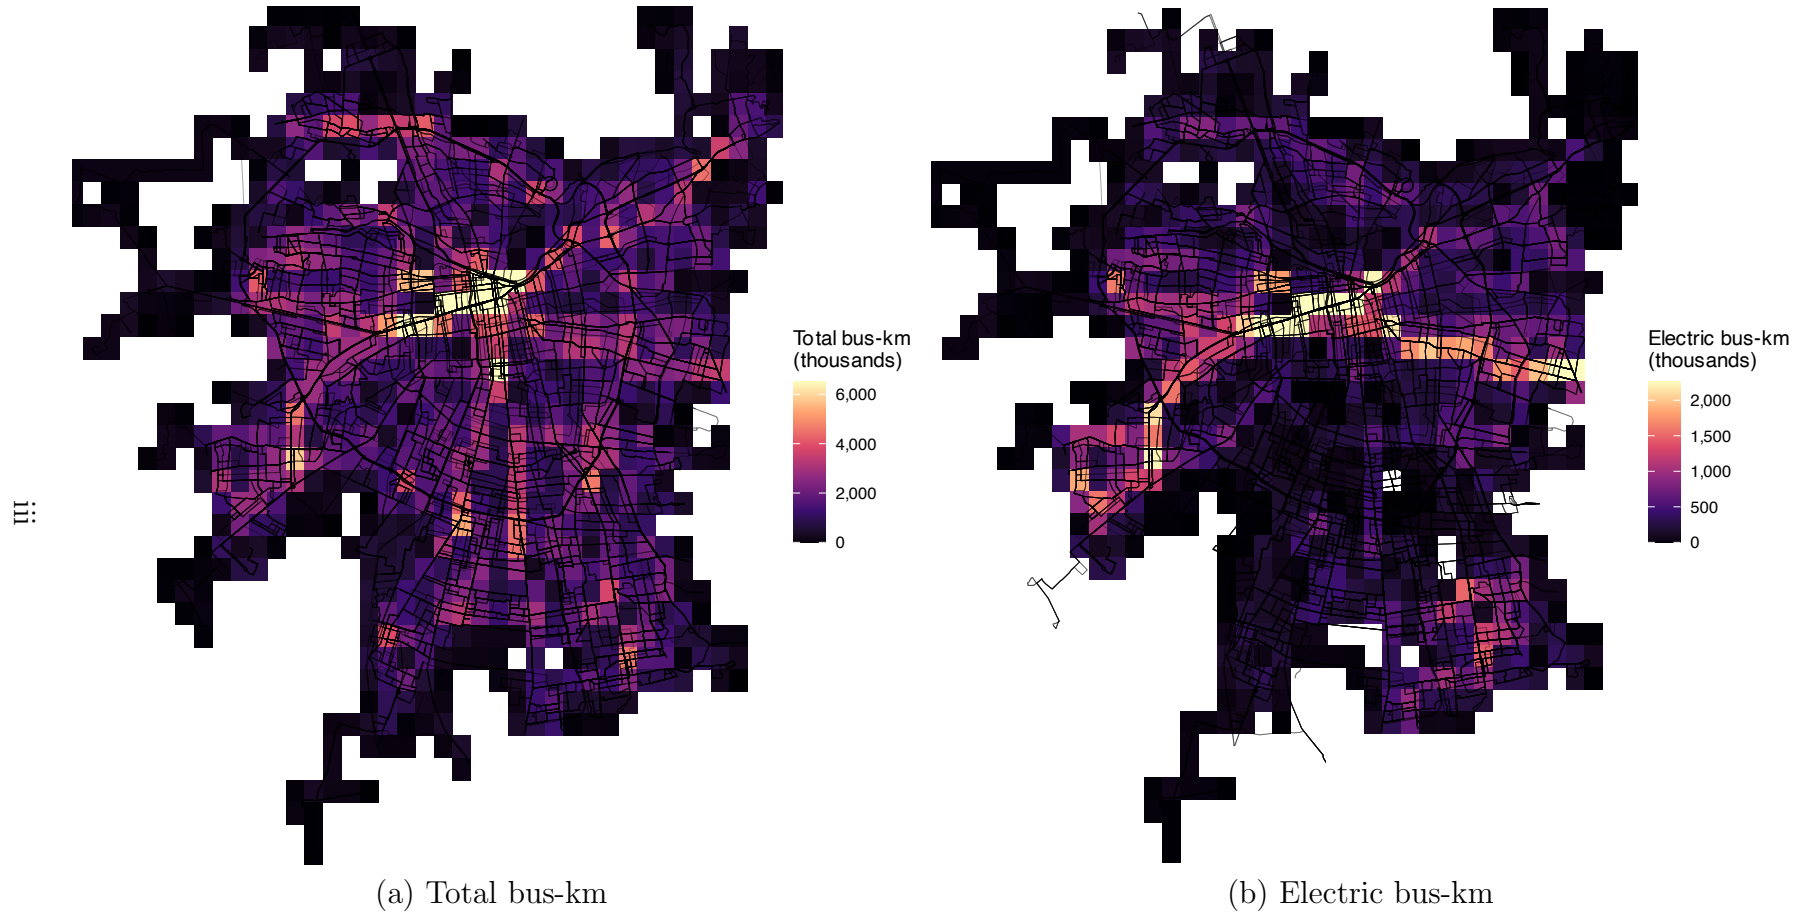 Total bus-km
(thousands)
6,000
4,000
2,000
0
Electric bus-km
(thousands)
2,000
1,500
1,000
500
0
iii
(a) Total bus-km
(b) Electric bus-km